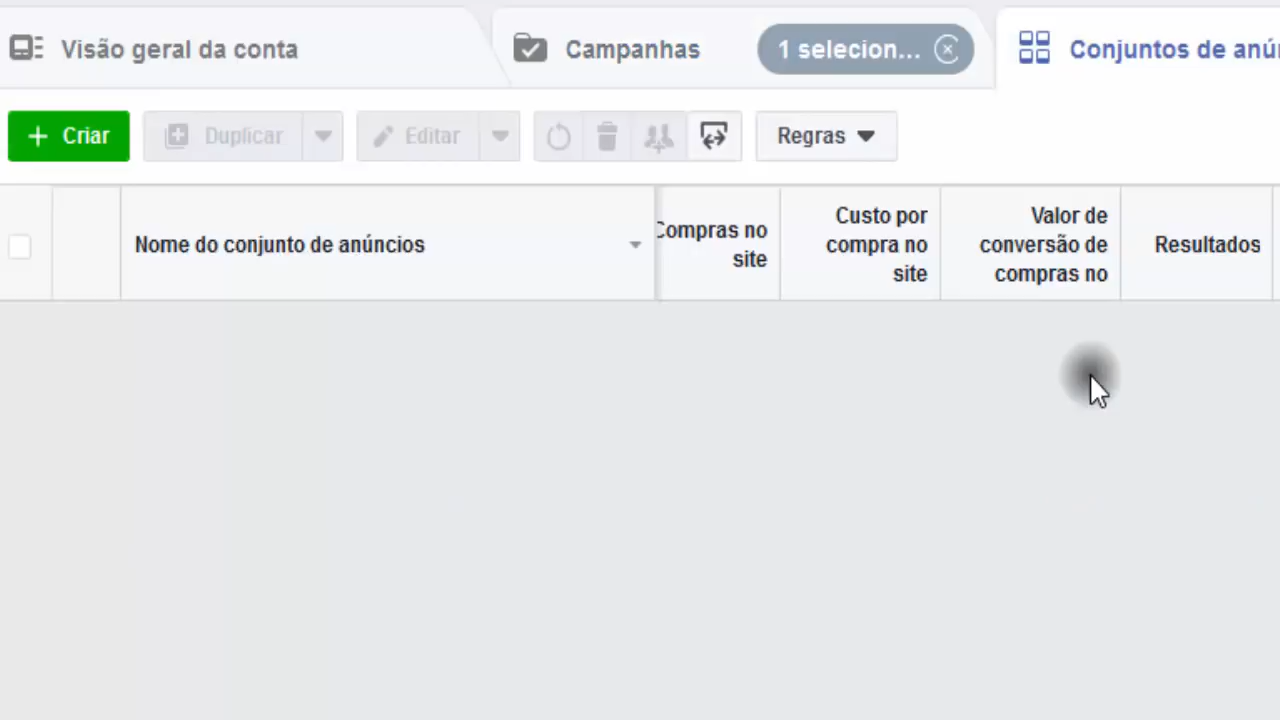 Visão geral da conta
Campanhas
1 selecion...
Conjuntos de anún
+ Criar
Duplicar
Editar
Regras
Nome do conjunto de anúncios
Compras no
site
Custo por
compra no
site
Valor de
conversão de
compras no
Resultados